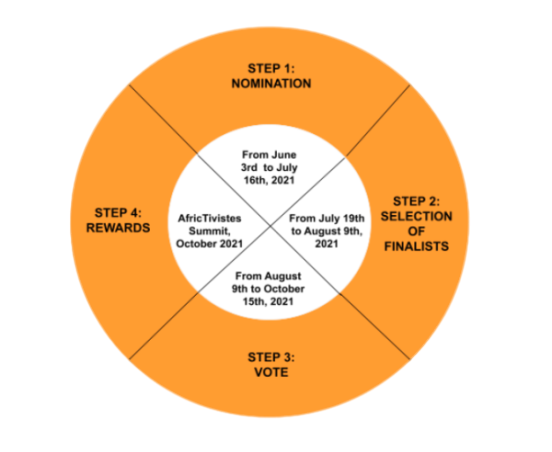 STEP 1:
NOMINATION
From June
3rd to July
16th, 2021
STEP 2:
SELECTION
OF
FINALISTS
From July 19th
to August 9th,
2021
STEP 3:
VOTE
From August
9th to October
15th, 2021
STEP 4:
REWARDS
AfricTivistes
Summit,
October 2021